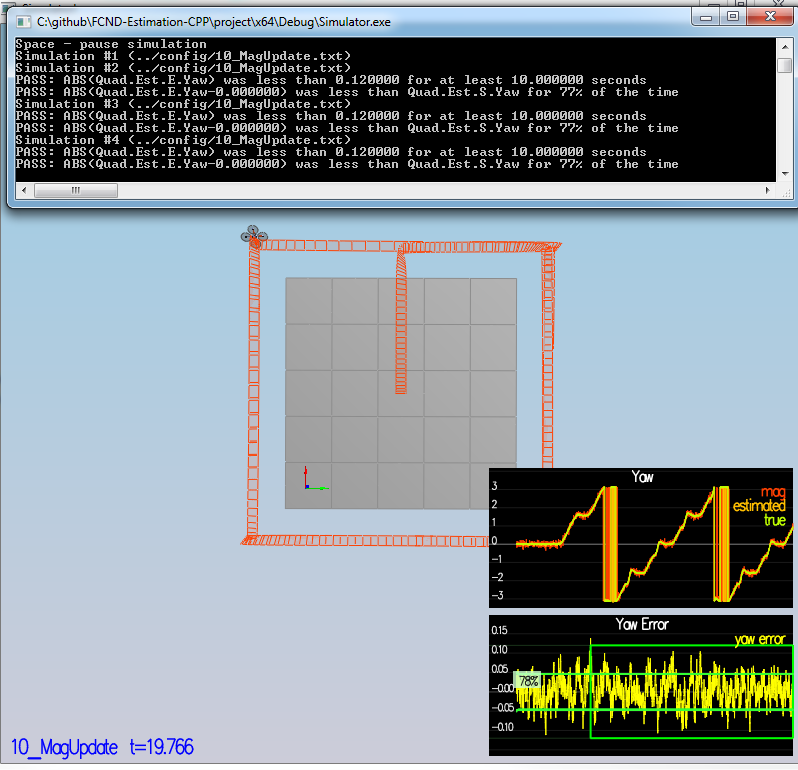 C:\github\FCND-Estimation-CPP\project\x64\Debug\Simulator.exe
Space - pause simulation
Simulation #1 (../config/10_MagUpdate.txt)
Simulation #2 (../config/10_MagUpdate.txt)
PASS: ABS(Quad.Est.E.Yaw) was less than 0.120000 for at least 10.000000 seconds
PASS: ABS(Quad.Est.E.Yaw-0.000000) was less than Quad.Est.S.Yaw for 77% of the time
Simulation #3 (../config/10_MagUpdate.txt)
PASS: ABS(Quad.Est.E.Yaw) was less than 0.120000 for at least 10.000000 seconds
PASS: ABS(Quad.Est.E.Yaw-0.000000) was less than Quad.Est.S.Yaw for 77% of the time
Simulation #4 (../config/10_MagUpdate.txt)
PASS: ABS(Quad.Est.E.Yaw) was less than 0.120000 for at least 10.000000 seconds
PASS: ABS(Quad.Est.E.Yaw-0.000000) was less than Quad.Est.S.Yaw for 77% of the time
Yaw
3
mag
2
estimated
1
true
0
-1
-2
-3
Yaw Error
0.15
yaw error
0.10
0.05
78%
-0.00
-0.05
-0.10
10_MagUpdate t=19.766